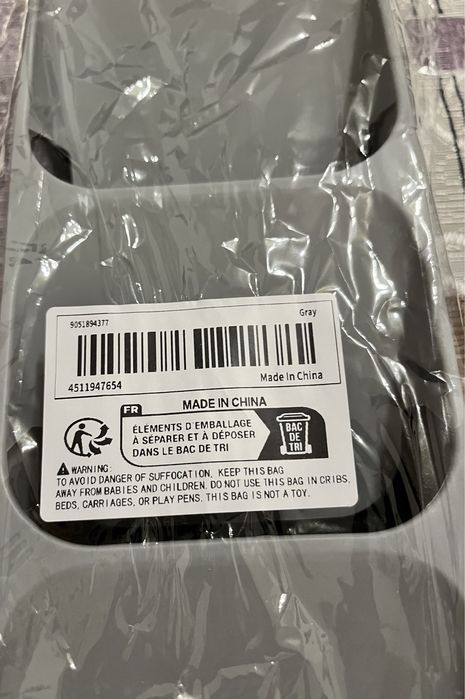 9051894377 Gray
4511947654 Made In China
FR MADE IN CHINA
ÉLÉMENTS D'EMBALLAGE
À SÉPARER ET À DÉPOSER
DANS LE BAC DE TRI
BAC
DE
TRI
WARNING:
TO AVOID DANGER OF SUFFOCATION, KEEP THIS BAG
AWAY FROM BABIES AND CHILDREN. DO NOT USE THIS BAG IN CRIBS,
BEDS, CARRIAGES, OR PLAY PENS. THIS BAG IS NOT A TOY.